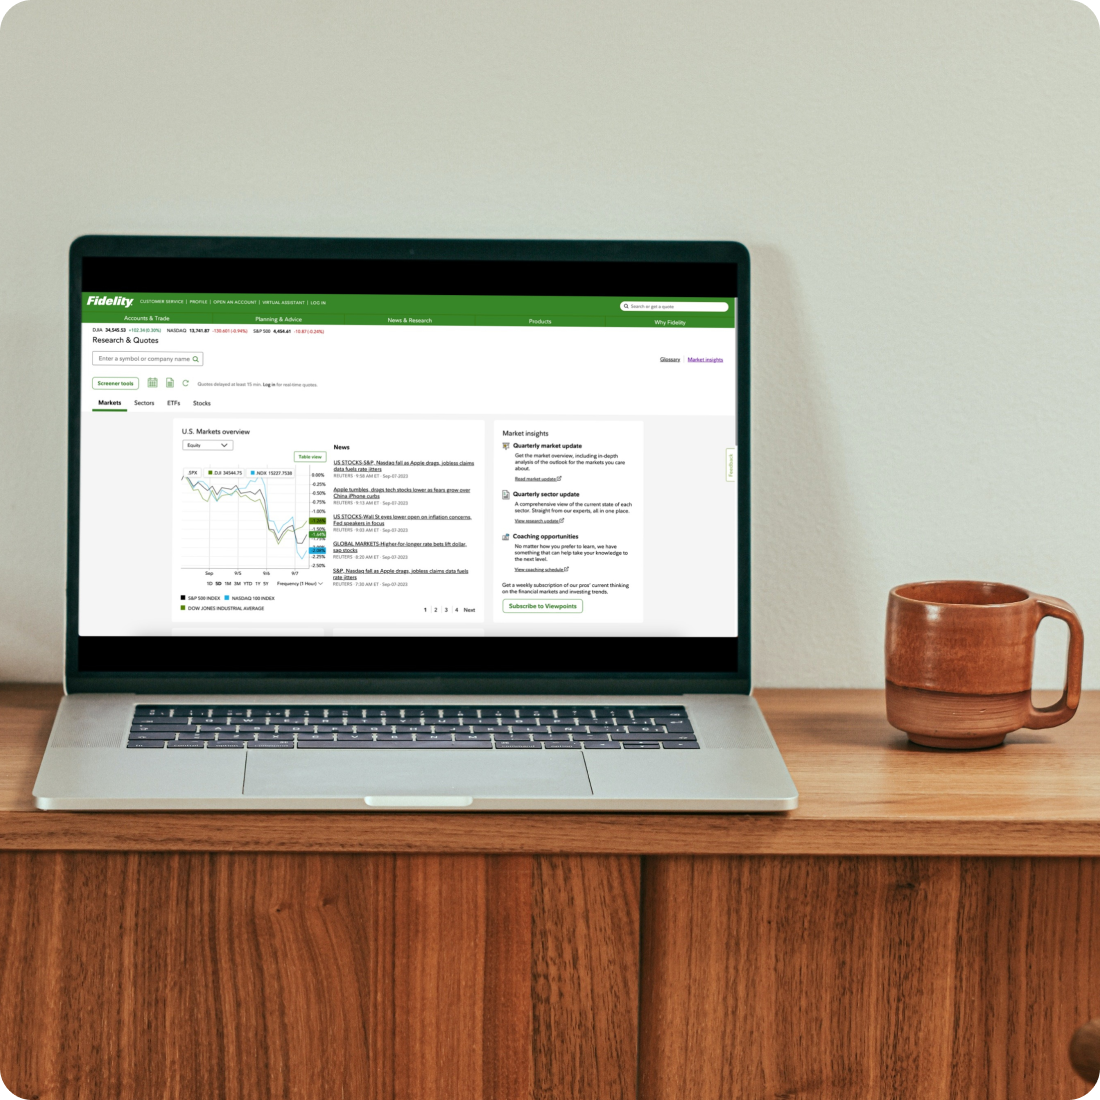 Fidelity
CUSTOMER SERVICE | PROFILE | OPEN AN ACCOUNT | VIRTUAL ASSISTANT | LOG IN
Search or get a quote
Accounts & Trade Planning & Advice News & Research Products Why Fidelity
DJIA 34,545.53 +102.34 (0.30%) NASDAQ 13,741.87 -130.601 (-0.94%) S&P 500 4,454.61 -10.87 (-0.24%)
Research & Quotes
Enter a symbol or company name
Glossary Market insights
Screener tools
Quotes delayed at least 15 min. Log in for real-time quotes.
Markets Sectors ETFs Stocks
Feedback
U.S. Markets overview
Equity
Table view
.SPX .DJI 34544.75 .NDX 15227.7538
0.00%
-0.25%
-0.50%
-0.75%
-1.00%
-1.50%
-2.25%
-2.50%
Sep 9/5 9/6 9/7
1D 5D 1M 3M YTD 1Y 5Y Frequency (1 Hour)
S&P 500 INDEX NASDAQ 100 INDEX
DOW JONES INDUSTRIAL AVERAGE
News
US STOCKS-S&P, Nasdaq fall as Apple drags, jobless claims
data fuels rate jitters
REUTERS · 9:58 AM ET · Sep-07-2023
Apple tumbles, drags tech stocks lower as fears grow over
China iPhone curbs
REUTERS · 9:13 AM ET · Sep-07-2023
US STOCKS-Wall St eyes lower open on inflation concerns,
Fed speakers in focus
REUTERS · 9:03 AM ET · Sep-07-2023
GLOBAL MARKETS-Higher-for-longer rate bets lift dollar,
sap stocks
REUTERS · 8:20 AM ET · Sep-07-2023
S&P, Nasdaq fall as Apple drags, jobless claims data fuels
rate jitters
REUTERS · 7:30 AM ET · Sep-07-2023
1 | 2 | 3 | 4 Next
Market insights
Quarterly market update
Get the market overview, including in-depth
analysis of the outlook for the markets you care
about.
Read market update
Quarterly sector update
A comprehensive view of the current state of each
sector. Straight from our experts, all in one place.
View research update
Coaching opportunities
No matter how you prefer to learn, we have
something that can help take your knowledge to
the next level.
View coaching schedule
Get a weekly subscription of our pros' current thinking
on the financial markets and investing trends.
Subscribe to Viewpoints